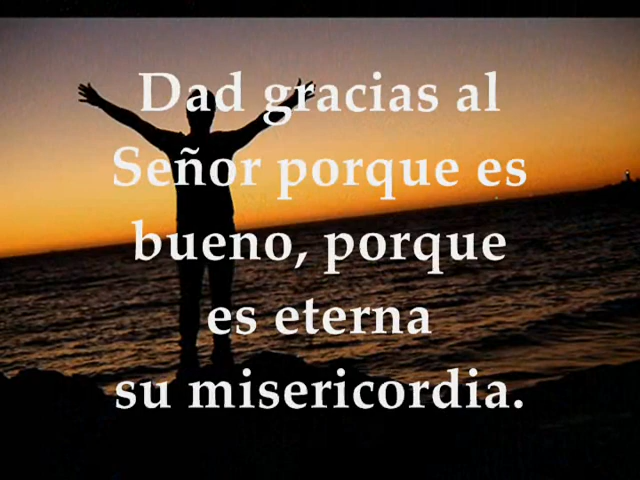 Dad gracias al
Señor porque es
bueno, porque
es eterna
su misericordia.